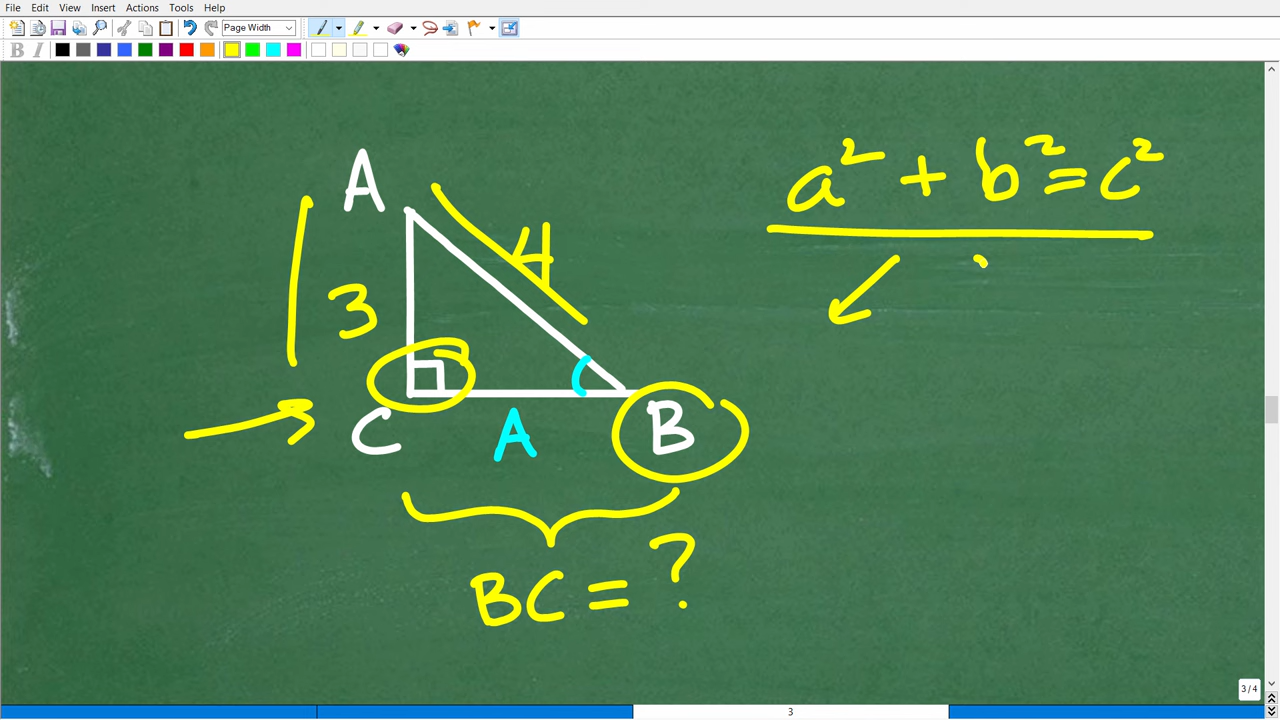 File Edit View Insert Actions Tools Help
Page Width
B I
a² + b² = c²
A
4
3
C A B
BC = ?
3 / 4
3